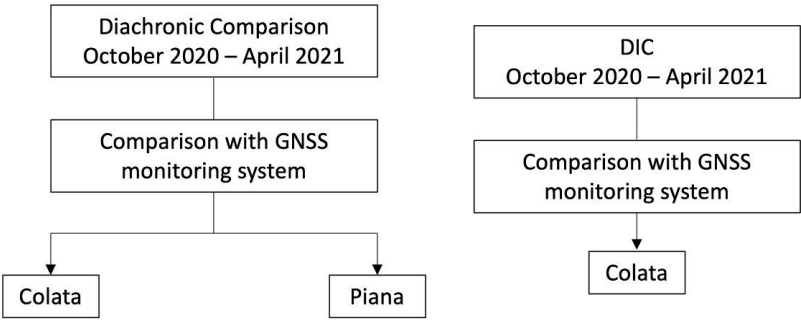 Diachronic Comparison
October 2020 – April 2021
Comparison with GNSS
monitoring system
Colata
Piana
DIC
October 2020 – April 2021
Comparison with GNSS
monitoring system
Colata